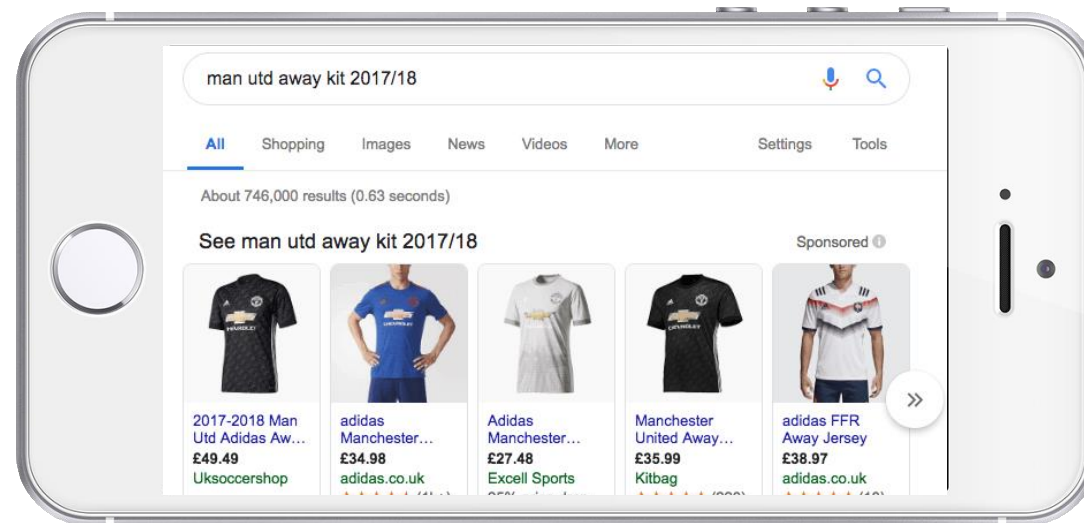 man utd away kit 2017/18
All Shopping Images News Videos More Settings Tools
About 746,000 results (0.63 seconds)
See man utd away kit 2017/18 Sponsored
CHEVROLET
CHEVROLET
CHEVROLET
2017-2018 Man
Utd Adidas Aw...
£49.49
Uksoccershop
adidas
Manchester...
£34.98
adidas.co.uk
Adidas
Manchester...
£27.48
Excell Sports
Manchester
United Away...
£35.99
Kitbag
adidas FFR
Away Jersey
£38.97
adidas.co.uk